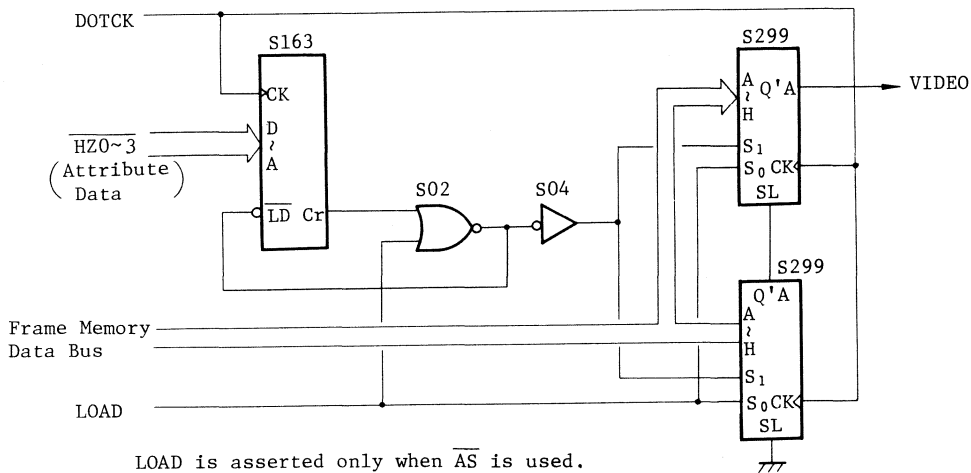 DOTCK
S163
CK
D
~
A
LD Cr
HZ0~3
(Attribute
Data)
S02
S04
S299
A
~
H
Q'A
S1
S0 CK
SL
VIDEO
S299
Q'A
A
~
H
S1
S0 CK
SL
Frame Memory
Data Bus
LOAD
LOAD is asserted only when AS is used.